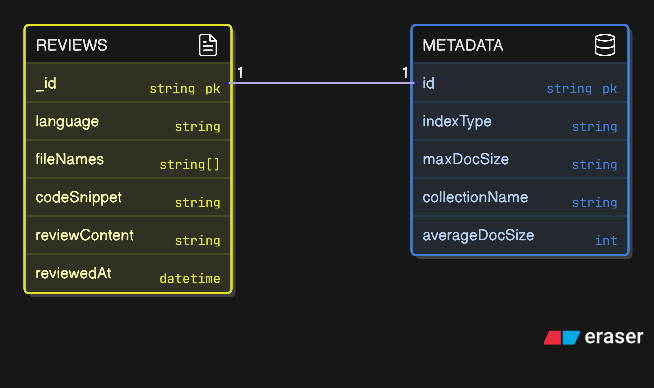 REVIEWS
_id string pk
language string
fileNames string[]
codeSnippet string
reviewContent string
reviewedAt datetime
1 1
METADATA
id string pk
indexType string
maxDocSize string
collectionName string
averageDocSize int
eraser